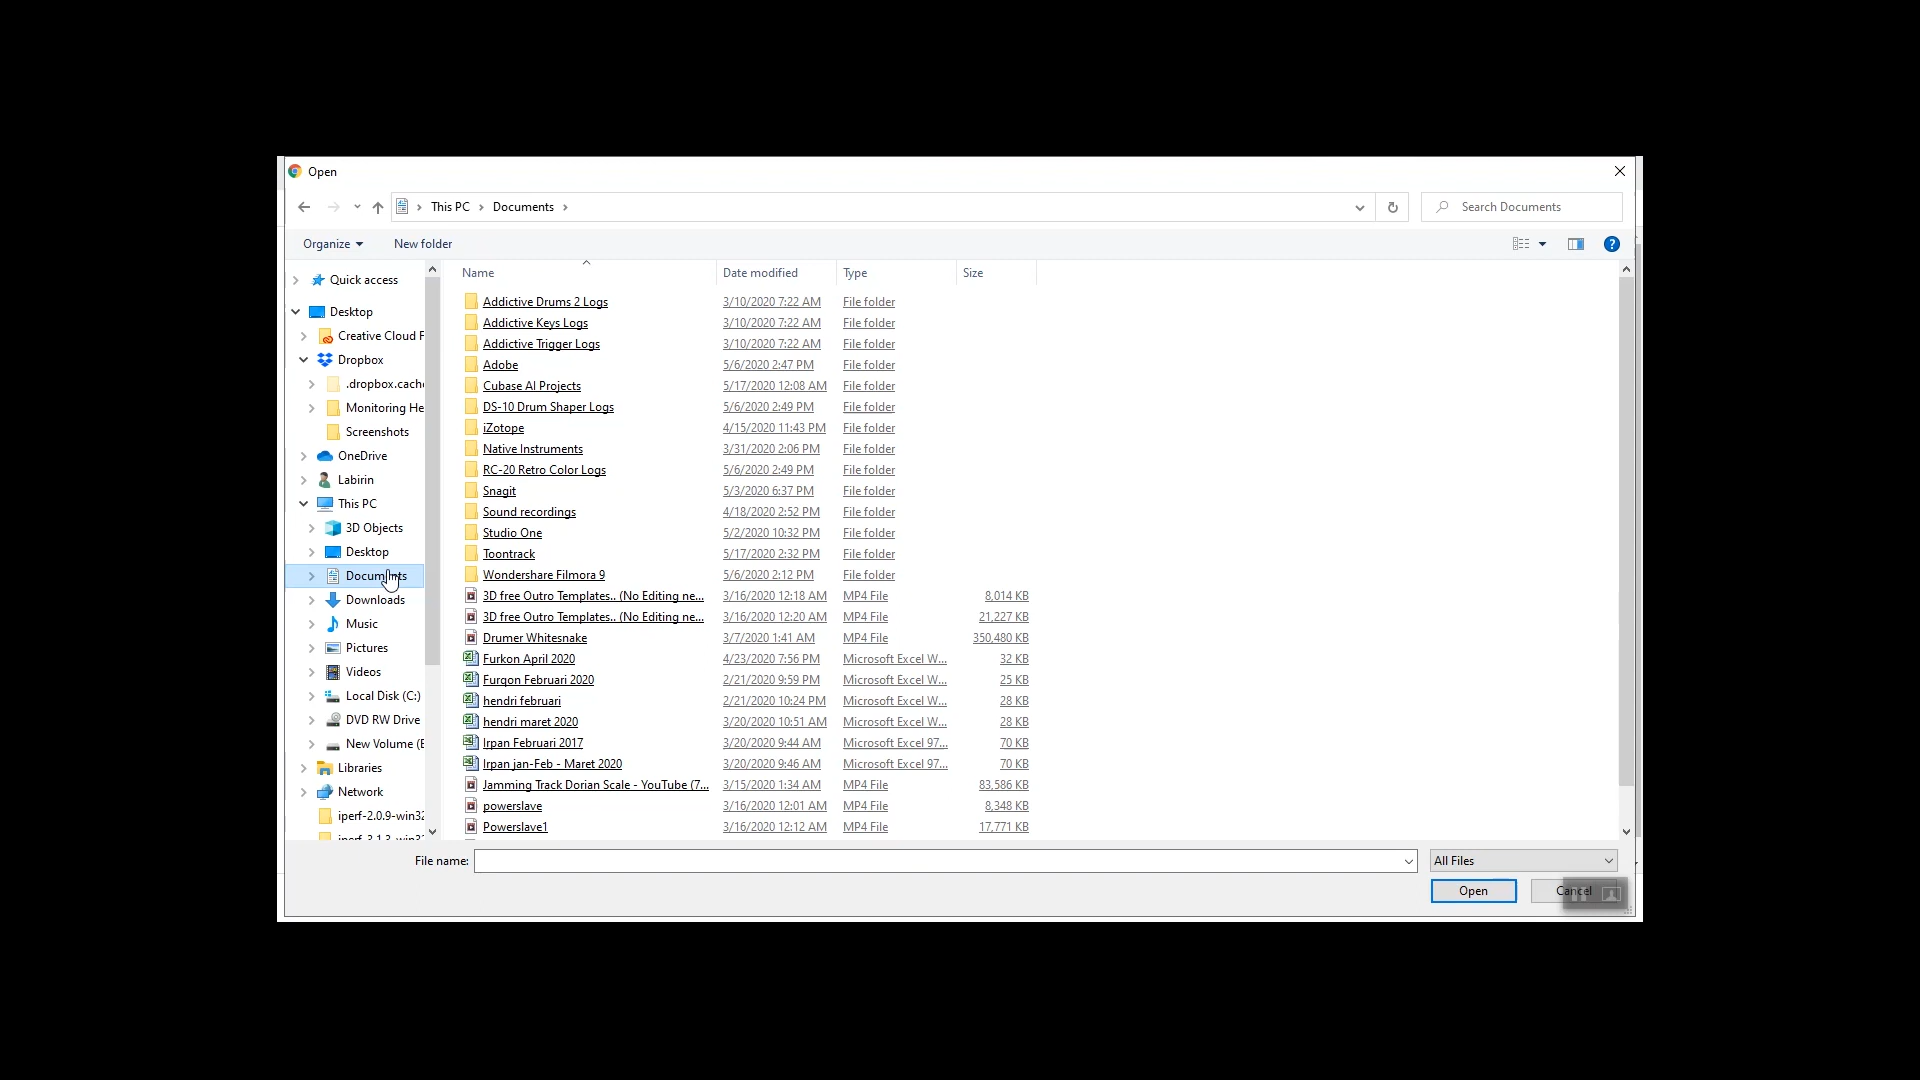 Open
This PC > Documents >
Search Documents
Organize
New folder
Name Date modified Type Size
Quick access
Desktop
Creative Cloud F
Dropbox
.dropbox.cach
Monitoring He
Screenshots
OneDrive
Labirin
This PC
3D Objects
Desktop
Documents
Downloads
Music
Pictures
Videos
Local Disk (C:)
DVD RW Drive
New Volume (E
Libraries
Network
iperf-2.0.9-win32
iperf-3.1.3-win32
Addictive Drums 2 Logs 3/10/2020 7:22 AM File folder
Addictive Keys Logs 3/10/2020 7:22 AM File folder
Addictive Trigger Logs 3/10/2020 7:22 AM File folder
Adobe 5/6/2020 2:47 PM File folder
Cubase AI Projects 5/17/2020 12:08 AM File folder
DS-10 Drum Shaper Logs 5/6/2020 2:49 PM File folder
iZotope 4/15/2020 11:43 PM File folder
Native Instruments 3/31/2020 2:06 PM File folder
RC-20 Retro Color Logs 5/6/2020 2:49 PM File folder
Snagit 5/3/2020 6:37 PM File folder
Sound recordings 4/18/2020 2:52 PM File folder
Studio One 5/2/2020 10:32 PM File folder
Toontrack 5/17/2020 2:32 PM File folder
Wondershare Filmora 9 5/6/2020 2:12 PM File folder
3D free Outro Templates.. (No Editing ne... 3/16/2020 12:18 AM MP4 File 8,014 KB
3D free Outro Templates.. (No Editing ne... 3/16/2020 12:20 AM MP4 File 21,227 KB
Drumer Whitesnake 3/7/2020 1:41 AM MP4 File 350,480 KB
Furkon April 2020 4/23/2020 7:56 PM Microsoft Excel W... 32 KB
Furqon Februari 2020 2/21/2020 9:59 PM Microsoft Excel W... 25 KB
hendri februari 2/21/2020 10:24 PM Microsoft Excel W... 28 KB
hendri maret 2020 3/20/2020 10:51 AM Microsoft Excel W... 28 KB
Irpan Februari 2017 3/20/2020 9:44 AM Microsoft Excel 97... 70 KB
Irpan jan-Feb - Maret 2020 3/20/2020 9:46 AM Microsoft Excel 97... 70 KB
Jamming Track Dorian Scale - YouTube (7... 3/15/2020 1:34 AM MP4 File 83,586 KB
powerslave 3/16/2020 12:01 AM MP4 File 8,348 KB
Powerslave1 3/16/2020 12:12 AM MP4 File 17,771 KB
File name:
All Files
Open
Cancel